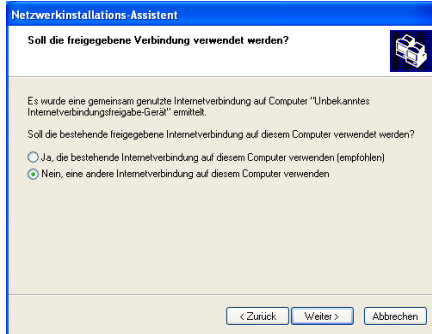 Netzwerkinstallations-Assistent
Soll die freigegebene Verbindung verwendet werden?
Es wurde eine gemeinsam genutzte Internetverbindung auf Computer "Unbekanntes
Internetverbindungsfreigabe-Gerät" ermittelt.
Soll die bestehende freigegebene Internetverbindung auf diesem Computer verwendet werden?
Ja, die bestehende Internetverbindung auf diesem Computer verwenden (empfohlen)
Nein, eine andere Internetverbindung auf diesem Computer verwenden
< Zurück Weiter > Abbrechen